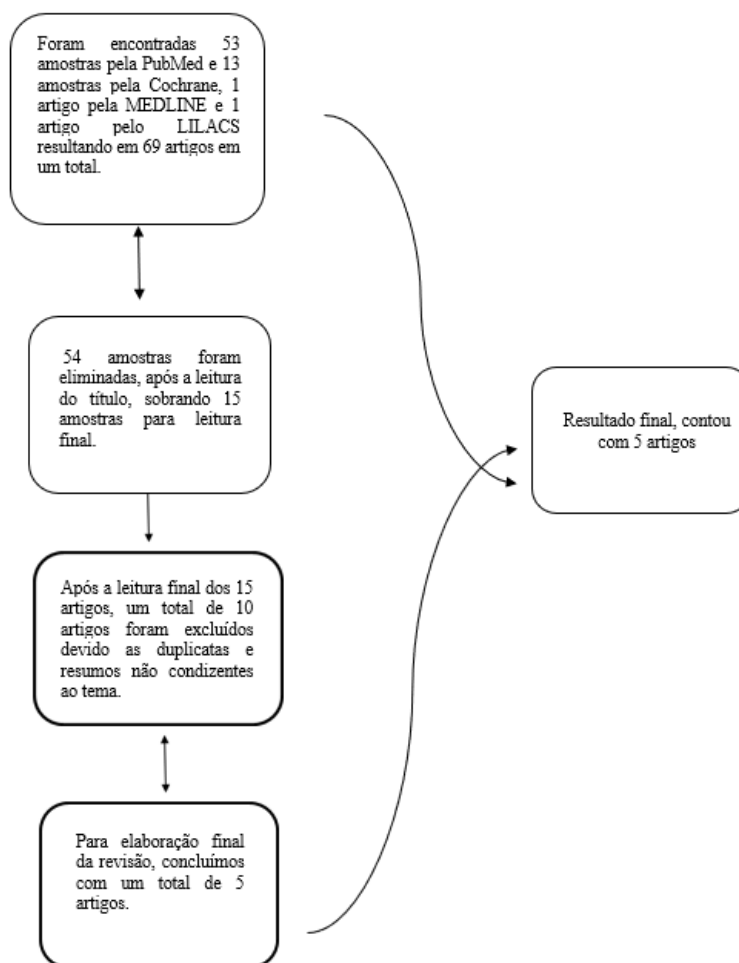 Foram encontradas 53
amostras pela PubMed e 13
amostras pela Cochrane, 1
artigo pela MEDLINE e 1
artigo pelo LILACS
resultando em 69 artigos em
um total.
54 amostras foram
eliminadas, após a leitura
do título, sobrando 15
amostras para leitura
final.
Resultado final, contou
com 5 artigos
Após a leitura final dos 15
artigos, um total de 10
artigos foram excluídos
devido as duplicatas e
resumos não condizentes
ao tema.
Para elaboração final
da revisão, concluímos
com um total de 5
artigos.